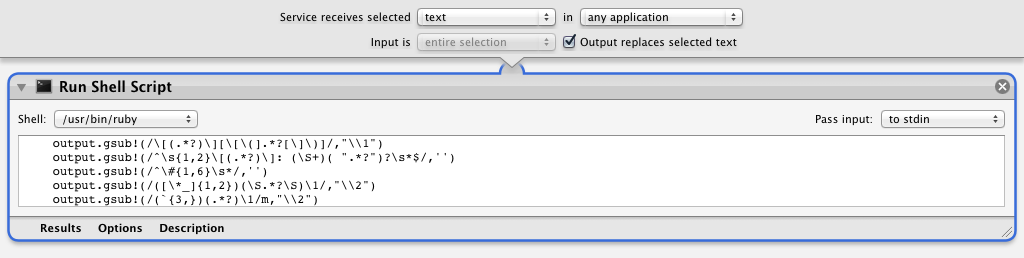 Service receives selected text in any application
Input is entire selection Output replaces selected text
Run Shell Script
Shell: /usr/bin/ruby Pass input: to stdin
output.gsub!(/\[(.*?)\][\[\(].*?[\]\)]/,"\\1")
output.gsub!(/^\s{1,2}\[(.*?)\]: (\S+)( ".*?")?\s*$/,'')
output.gsub!(/^\#{1,6}\s*/,'')
output.gsub!(/([\*_]{1,2})(\S.*?\S)\1/,"\\2")
output.gsub!(/(`{3,})(.*?)\1/m,"\\2")
Results Options Description